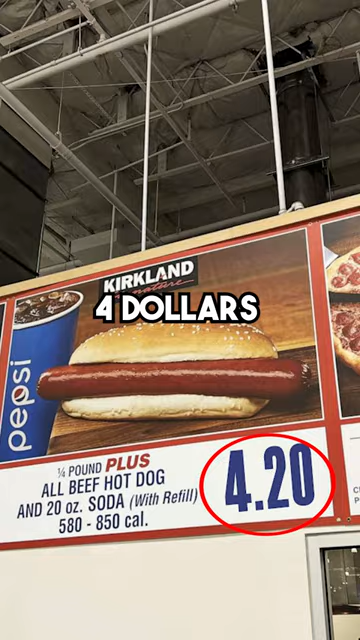 KIRKLAND
Signature
4 DOLLARS
pepsi
¼ POUND PLUS
ALL BEEF HOT DOG
AND 20 oz. SODA (With Refill)
580 - 850 cal.
4.20